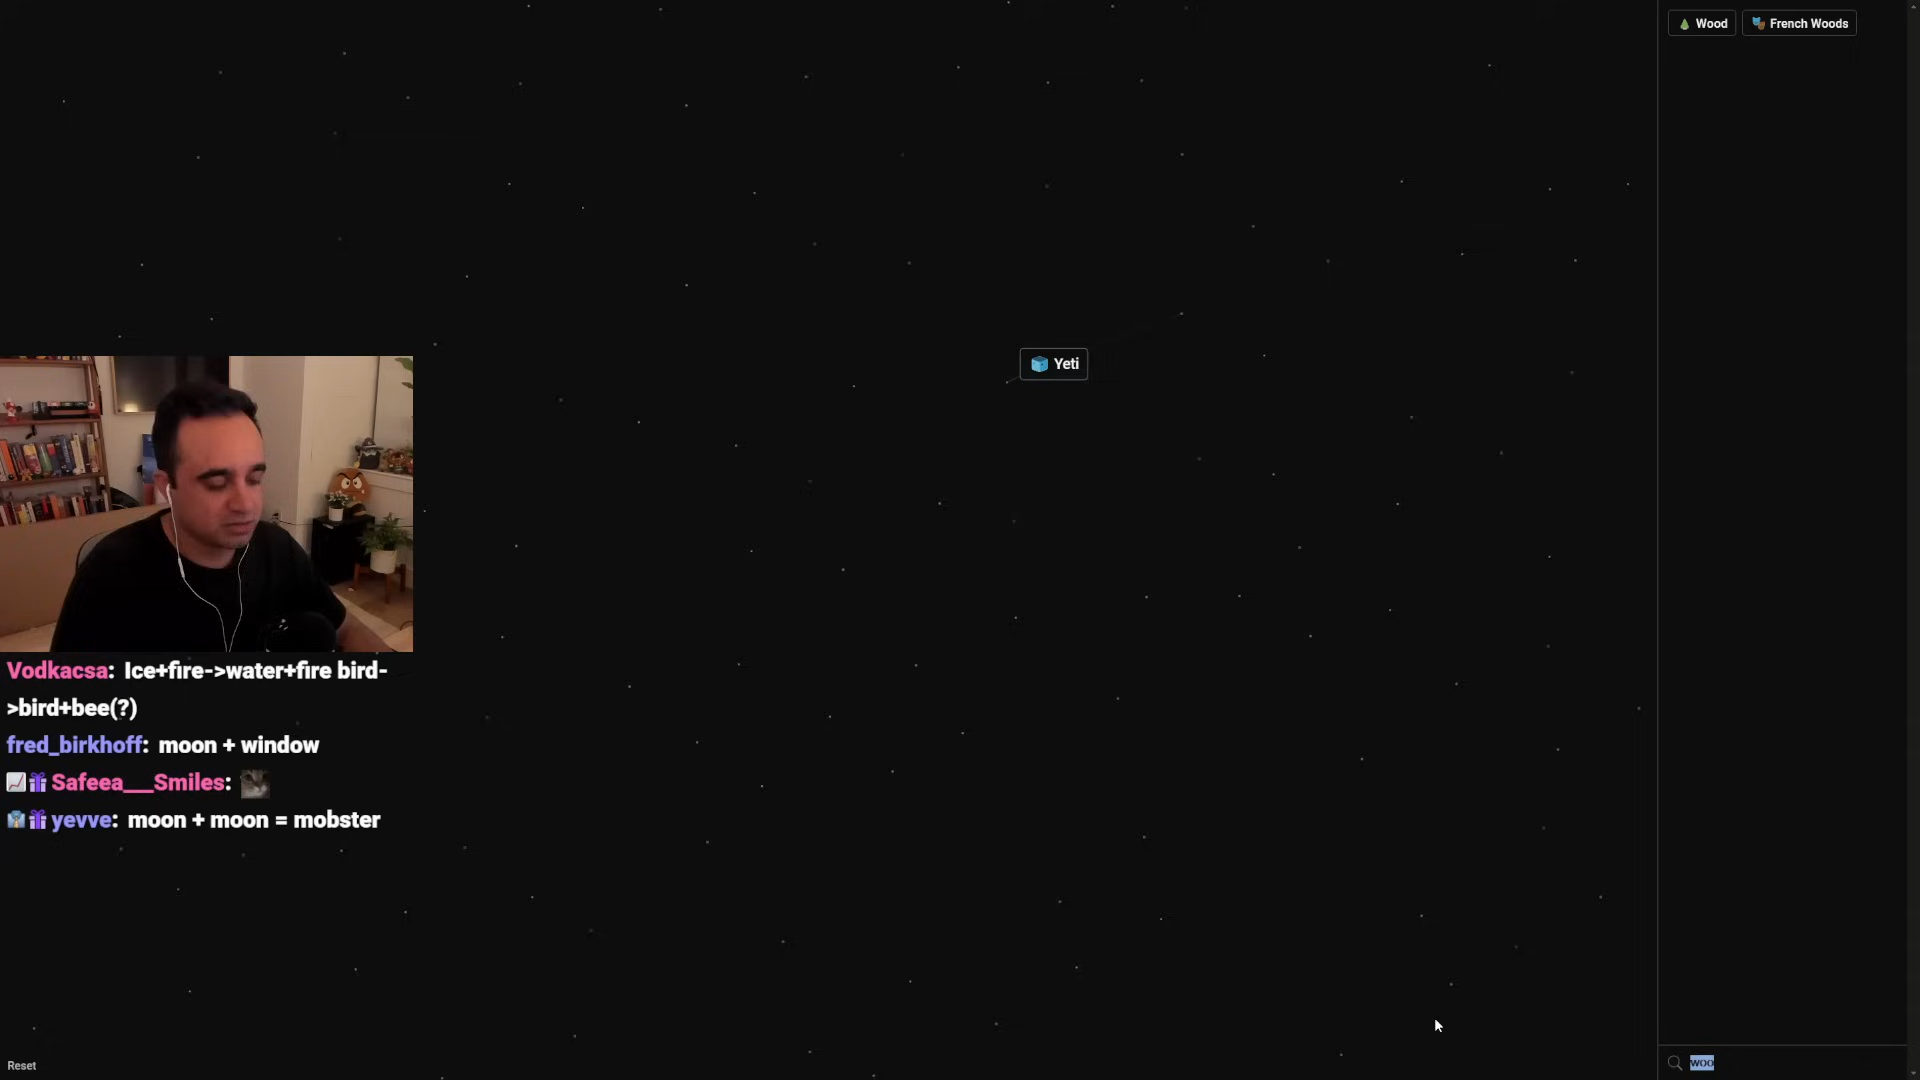 Wood French Woods
Yeti
Vodkacsa: Ice+fire->water+fire bird-
>bird+bee(?)
fred_birkhoff: moon + window
Safeea___Smiles:
yevve: moon + moon = mobster
Reset
woo